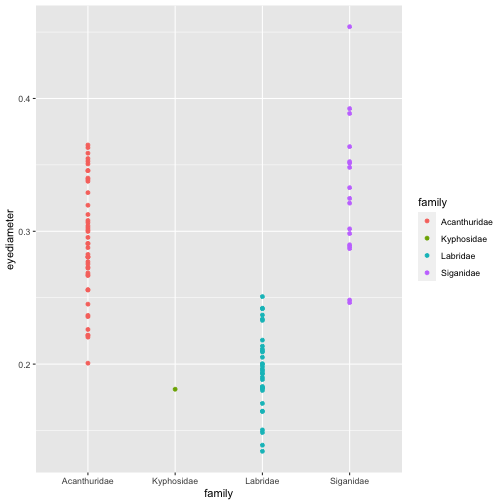 eyediameter
0.4
0.3
0.2
Acanthuridae
Kyphosidae
Labridae
Siganidae
family
family
Acanthuridae
Kyphosidae
Labridae
Siganidae